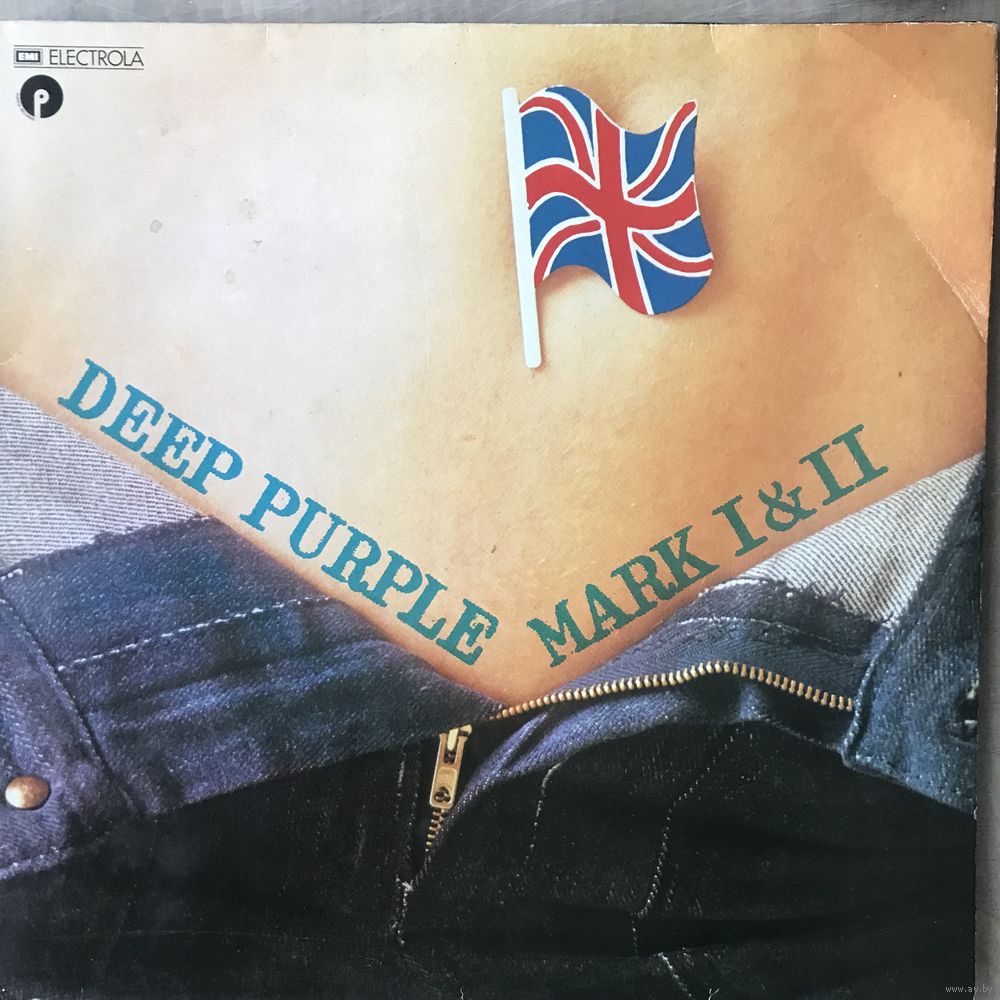 EMI ELECTROLA
DEEP PURPLE
MARK I & II
www.ay.by